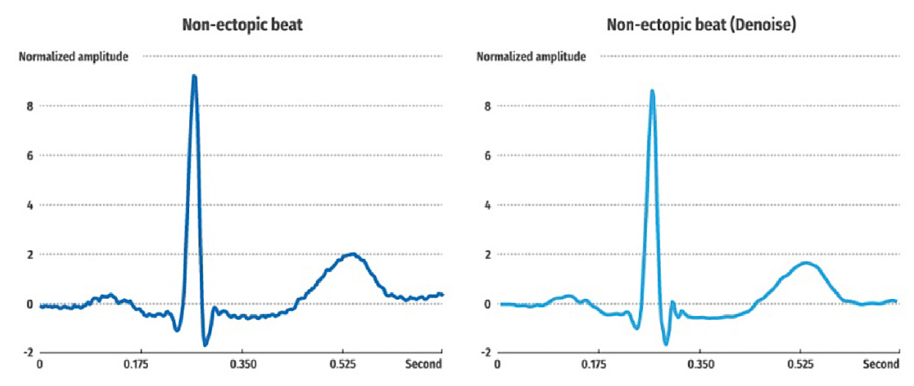 Non-ectopic beat
Normalized amplitude
8
6
4
2
0
-2
0 0.175 0.350 0.525 Second
Non-ectopic beat (Denoise)
Normalized amplitude
8
6
4
2
0
-2
0 0.175 0.350 0.525 Second